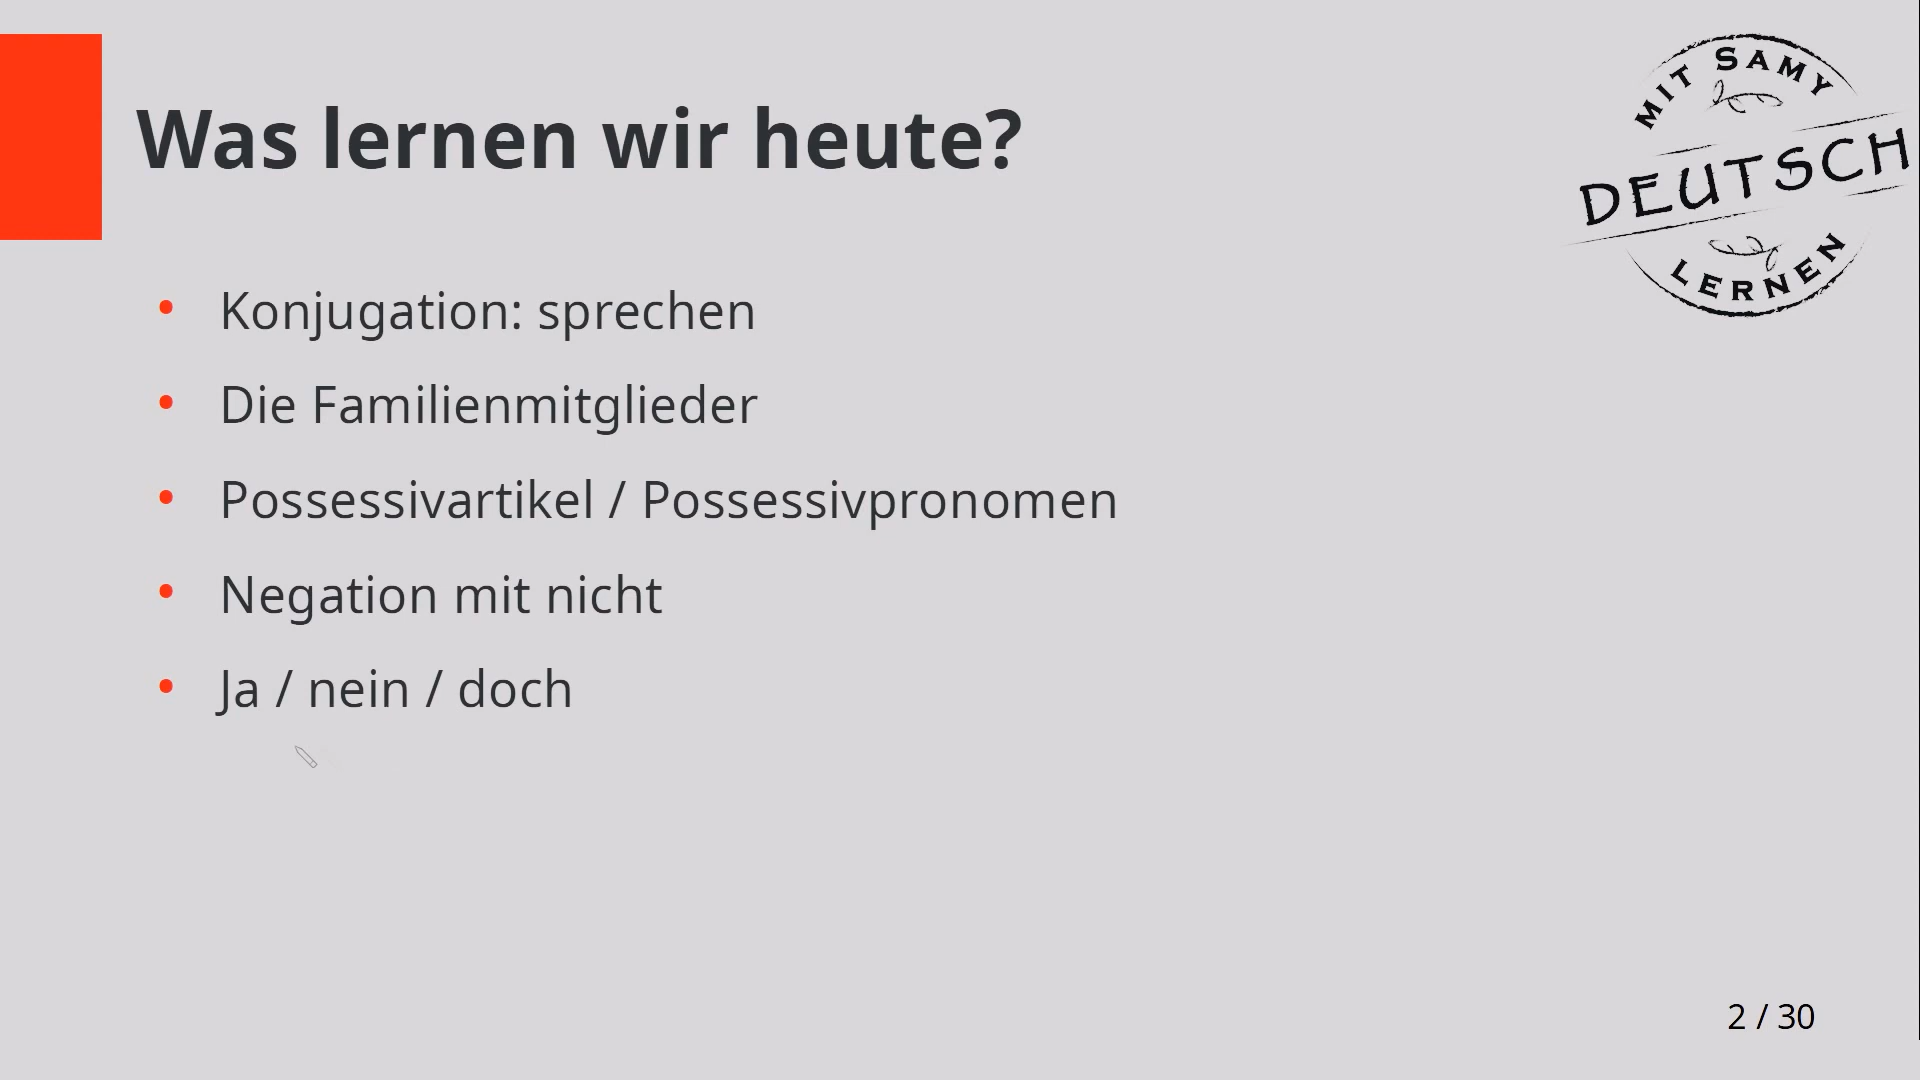 Was lernen wir heute?
MIT SAMY
DEUTSCH
LERNEN
• Konjugation: sprechen
• Die Familienmitglieder
• Possessivartikel / Possessivpronomen
• Negation mit nicht
• Ja / nein / doch
2 / 30